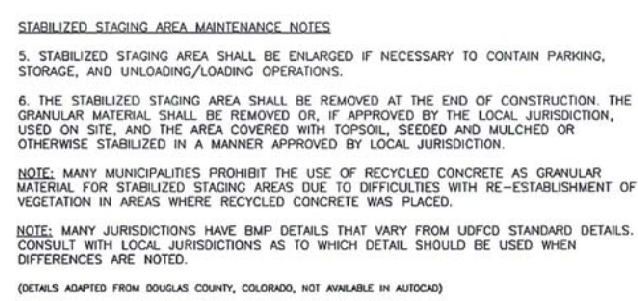 STABILIZED STAGING AREA MAINTENANCE NOTES
5. STABILIZED STAGING AREA SHALL BE ENLARGED IF NECESSARY TO CONTAIN PARKING,
STORAGE, AND UNLOADING/LOADING OPERATIONS.
6. THE STABILIZED STAGING AREA SHALL BE REMOVED AT THE END OF CONSTRUCTION. THE
GRANULAR MATERIAL SHALL BE REMOVED OR, IF APPROVED BY THE LOCAL JURISDICTION,
USED ON SITE, AND THE AREA COVERED WITH TOPSOIL, SEEDED AND MULCHED OR
OTHERWISE STABILIZED IN A MANNER APPROVED BY LOCAL JURISDICTION.
NOTE: MANY MUNICIPALITIES PROHIBIT THE USE OF RECYCLED CONCRETE AS GRANULAR
MATERIAL FOR STABILIZED STAGING AREAS DUE TO DIFFICULTIES WITH RE-ESTABLISHMENT OF
VEGETATION IN AREAS WHERE RECYCLED CONCRETE WAS PLACED.
NOTE: MANY JURISDICTIONS HAVE BMP DETAILS THAT VARY FROM UDFCD STANDARD DETAILS.
CONSULT WITH LOCAL JURISDICTIONS AS TO WHICH DETAIL SHOULD BE USED WHEN
DIFFERENCES ARE NOTED.
(DETAILS ADAPTED FROM DOUGLAS COUNTY, COLORADO, NOT AVAILABLE IN AUTOCAD)